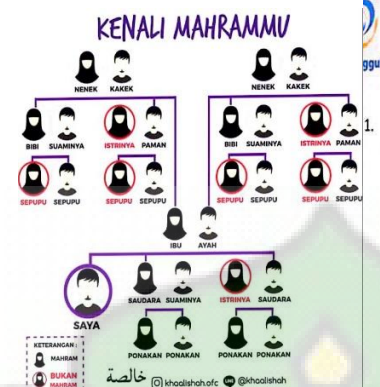 KENALI MAHRAMMU
NENEK KAKEK NENEK KAKEK
BIBI SUAMINYA ISTRINYA PAMAN BIBI SUAMINYA ISTRINYA PAMAN
1.
SEPUPU SEPUPU SEPUPU SEPUPU SEPUPU SEPUPU SEPUPU SEPUPU
IBU AYAH
SAYA
SAUDARA SUAMINYA ISTRINYA SAUDARA
PONAKAN PONAKAN PONAKAN PONAKAN
KETERANGAN :
MAHRAM
BUKAN
MAHRAM
خالصة
khaalishah.ofc @khaalishah